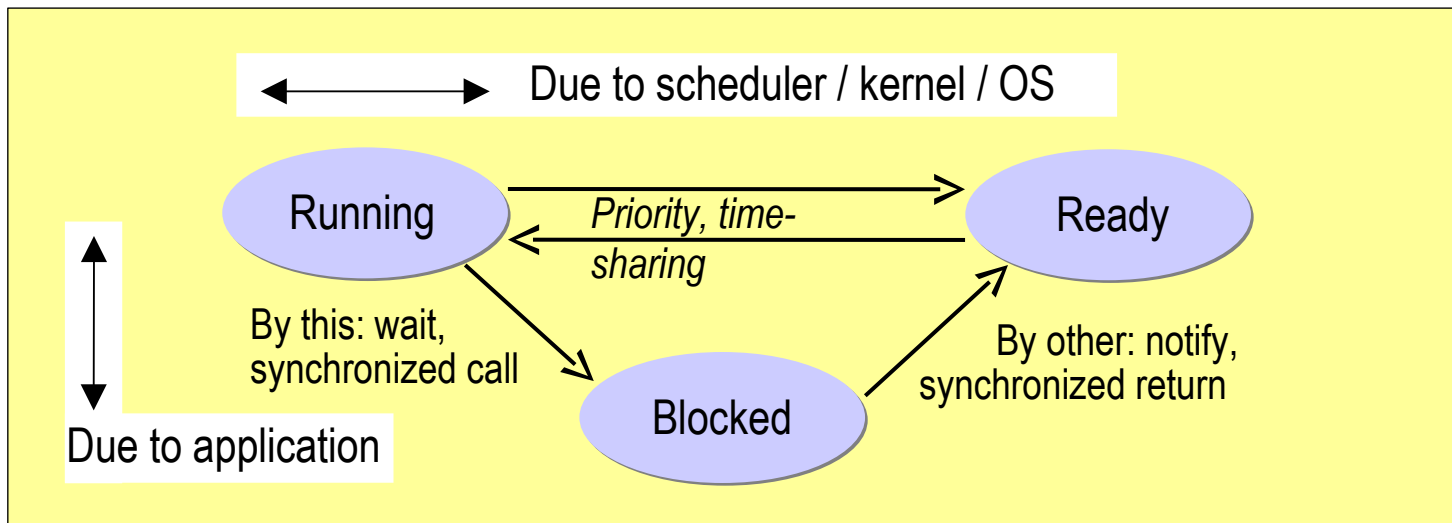 Due to scheduler / kernel / OS
Running
Priority, time-
sharing
Ready
By this: wait,
synchronized call
By other: notify,
synchronized return
Blocked
Due to application